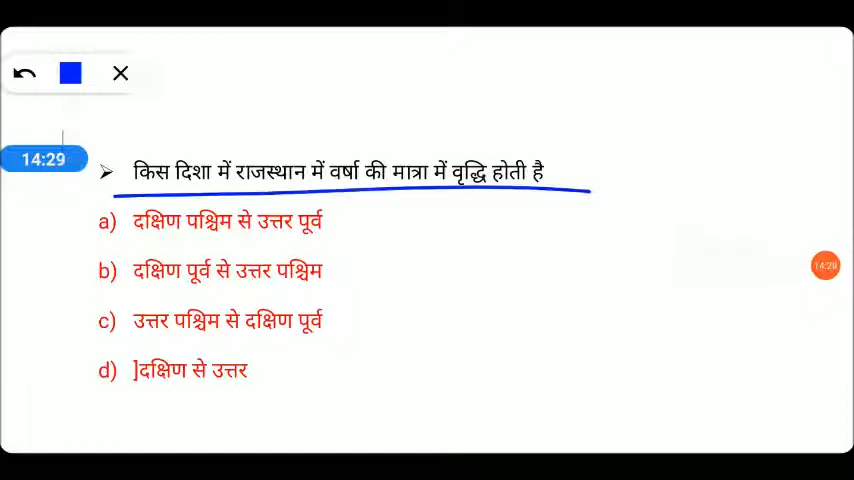 14:29
➢ किस दिशा में राजस्थान में वर्षा की मात्रा में वृद्धि होती है
a) दक्षिण पश्चिम से उत्तर पूर्व
b) दक्षिण पूर्व से उत्तर पश्चिम
14:28
c) उत्तर पश्चिम से दक्षिण पूर्व
d) ]दक्षिण से उत्तर